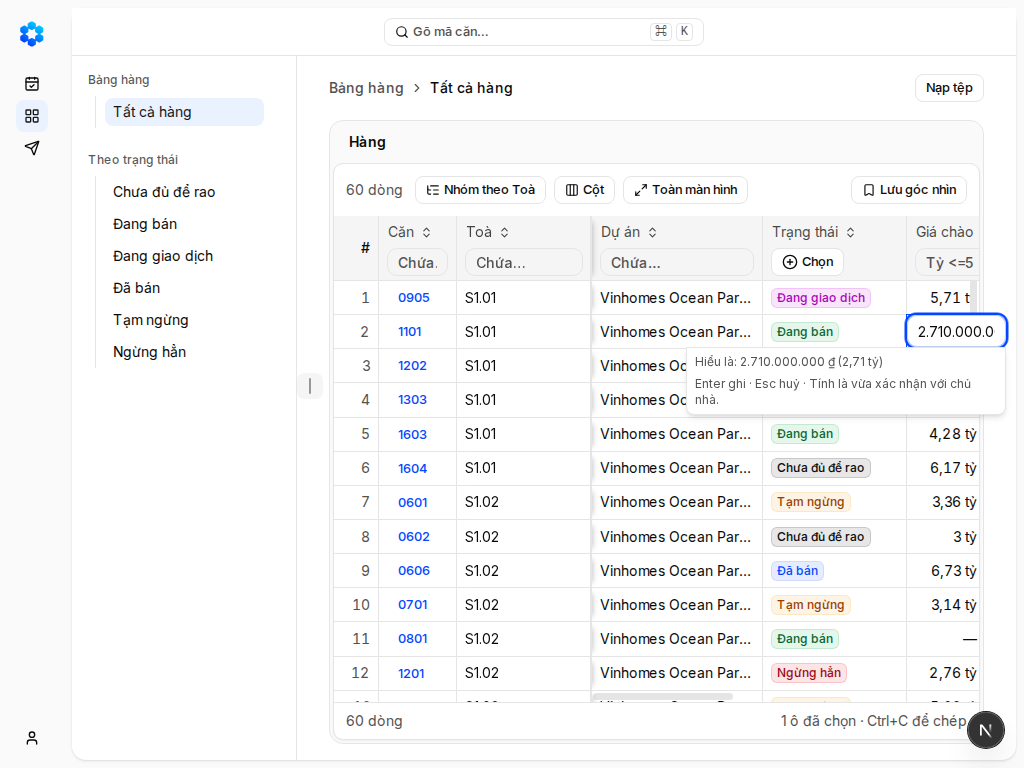 Gõ mã căn...
⌘ K
Bảng hàng
Tất cả hàng
Theo trạng thái
Chưa đủ để rao
Đang bán
Đang giao dịch
Đã bán
Tạm ngừng
Ngừng hẳn
Bảng hàng > Tất cả hàng
Nạp tệp
Hàng
60 dòng Nhóm theo Toà Cột Toàn màn hình Lưu góc nhìn
# Căn Toà Dự án Trạng thái Giá chào
Chứa. Chứa... Chứa... Chọn Tỷ <=5
1 0905 S1.01 Vinhomes Ocean Par... Đang giao dịch 5,71 t
2 1101 S1.01 Vinhomes Ocean Par... Đang bán 2.710.000.0
3 1202 S1.01 Vinhomes Oc
Hiểu là: 2.710.000.000 ₫ (2,71 tỷ)
Enter ghi · Esc huỷ · Tính là vừa xác nhận với chủ
nhà.
4 1303 S1.01 Vinhomes Oc
5 1603 S1.01 Vinhomes Ocean Par... Đang bán 4,28 tỷ
6 1604 S1.01 Vinhomes Ocean Par... Chưa đủ để rao 6,17 tỷ
7 0601 S1.02 Vinhomes Ocean Par... Tạm ngừng 3,36 tỷ
8 0602 S1.02 Vinhomes Ocean Par... Chưa đủ để rao 3 tỷ
9 0606 S1.02 Vinhomes Ocean Par... Đã bán 6,73 tỷ
10 0701 S1.02 Vinhomes Ocean Par... Tạm ngừng 3,14 tỷ
11 0801 S1.02 Vinhomes Ocean Par... Đang bán —
12 1201 S1.02 Vinhomes Ocean Par... Ngừng hẳn 2,76 tỷ
60 dòng 1 ô đã chọn · Ctrl+C để chép
N